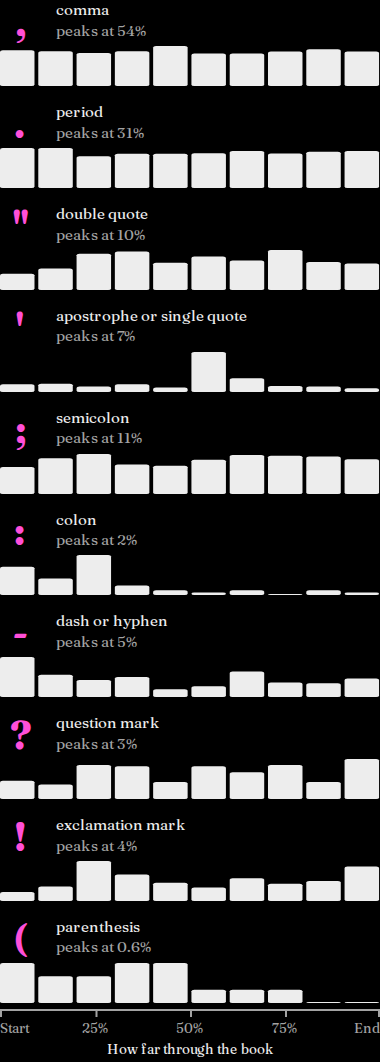 comma
, peaks at 54%
period
. peaks at 31%
double quote
" peaks at 10%
apostrophe or single quote
' peaks at 7%
semicolon
; peaks at 11%
colon
: peaks at 2%
dash or hyphen
- peaks at 5%
question mark
? peaks at 3%
exclamation mark
! peaks at 4%
parenthesis
( peaks at 0.6%
Start 25% 50% 75% End
How far through the book